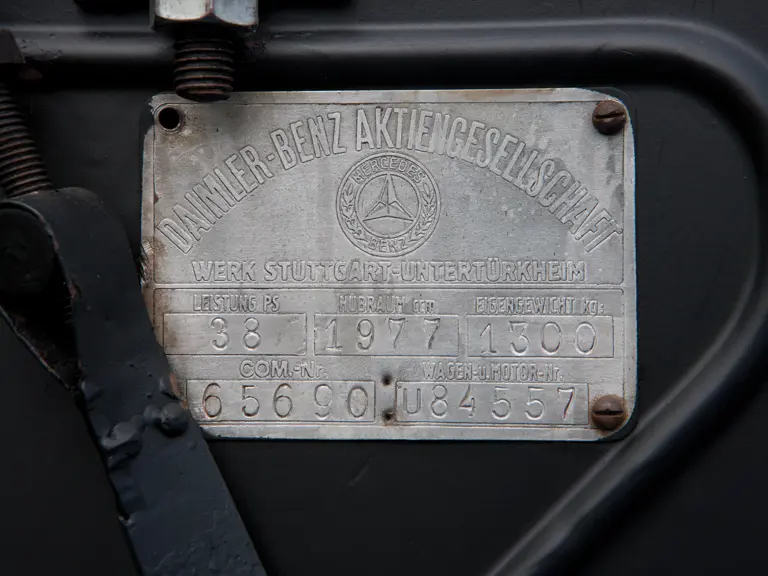 DAIMLER-BENZ AKTIENGESELLSCHAFT
MERCEDES
BENZ
WERK STUTTGART-UNTERTÜRKHEIM
LEISTUNG PS HUBRAUM ccm EIGENGEWICHT kg:
38 1977 1300
COM.-Nr. WAGEN-U.MOTOR-Nr.
65690 U84557